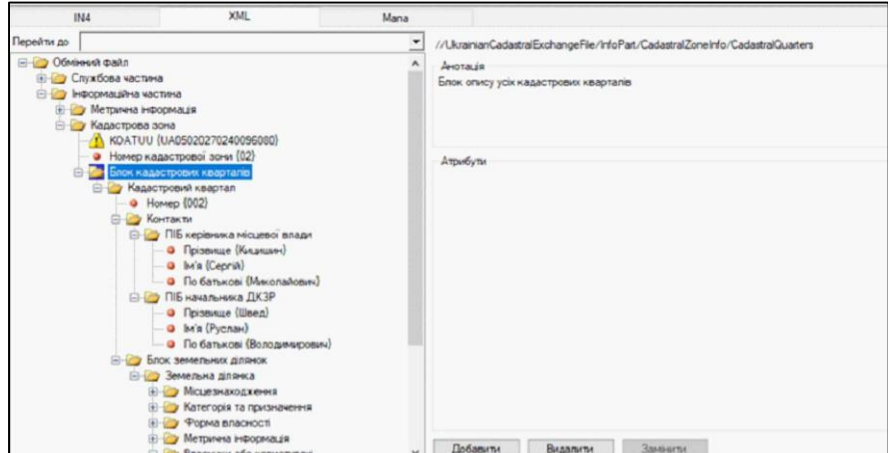 IN4 XML Мапа
Перейти до
Обмінний файл
Службова частина
Інформаційна частина
Метрична інформація
Кадастрова зона
KOATUU (UA05020270240096080)
Номер кадастрової зони (02)
Блок кадастрових кварталів
Кадастровий квартал
Номер (002)
Контакти
ПІБ керівника місцевої влади
Прізвище (Кицишин)
Ім'я (Сергій)
По батькові (Миколайович)
ПІБ начальника ДКЗР
Прізвище (Швед)
Ім'я (Руслан)
По батькові (Володимирович)
Блок земельних ділянок
Земельна ділянка
Місцезнаходження
Категорія та призначення
Форма власності
Метрична інформація
//UkrainianCadastralExchangeFile/InfoPart/CadastralZoneInfo/CadastralQuarters
Анотація
Блок опису усіх кадастрових кварталів
Атрибути
Добавити Видалити Замінити